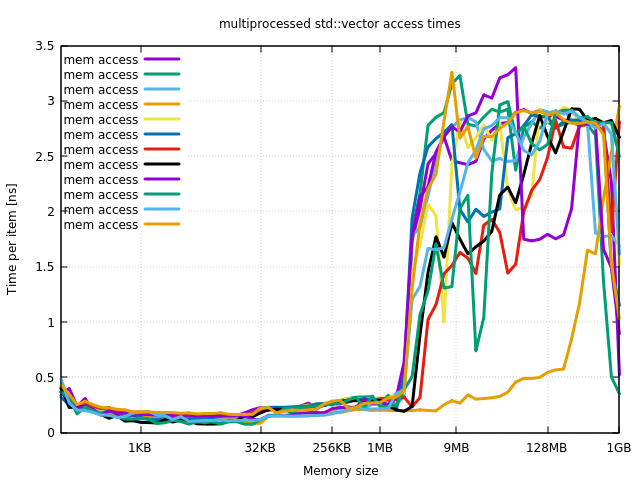 multiprocessed std::vector access times
Time per item [ns]
3.5
3
2.5
2
1.5
1
0.5
0
mem access
mem access
mem access
mem access
mem access
mem access
mem access
mem access
mem access
mem access
mem access
mem access
1KB
32KB
256KB
1MB
9MB
128MB
1GB
Memory size